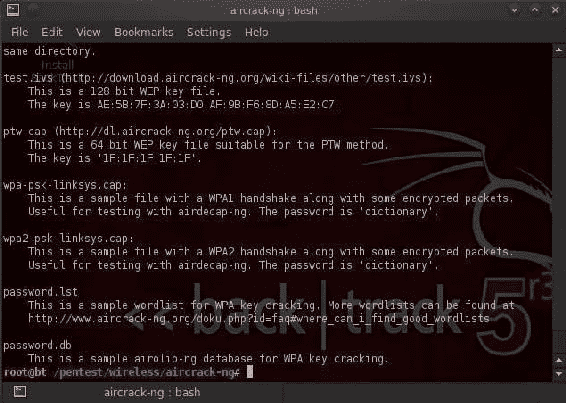 aircrack-ng : bash
File Edit View Bookmarks Settings Help
same directory.
Install
test.ivs (http://download.aircrack-ng.org/wiki-files/other/test.ivs):
This is a 128 bit WEP key file.
The key is AE:5B:7F:3A:03:D0:AF:9B:F6:8D:A5:E2:C7
ptw.cap (http://dl.aircrack-ng.org/ptw.cap):
This is a 64 bit WEP key file suitable for the PTW method.
The key is '1F:1F:1F:1F:1F'.
wpa-psk-linksys.cap:
This is a sample file with a WPA1 handshake along with some encrypted packets.
Useful for testing with airdecap-ng. The password is 'dictionary'.
wpa2-psk-linksys.cap:
This is a sample file with a WPA2 handshake along with some encrypted packets.
Useful for testing with airdecap-ng. The password is 'dictionary'.
password.lst
This is a sample wordlist for WPA key cracking. More wordlists can be found at
http://www.aircrack-ng.org/doku.php?id=faq#where_can_i_find_good_wordlists
<< back | track 5 r3
password.db
This is a sample airolib-ng database for WPA key cracking.
root@bt /pentest/wireless/aircrack-ng#
aircrack-ng : bash